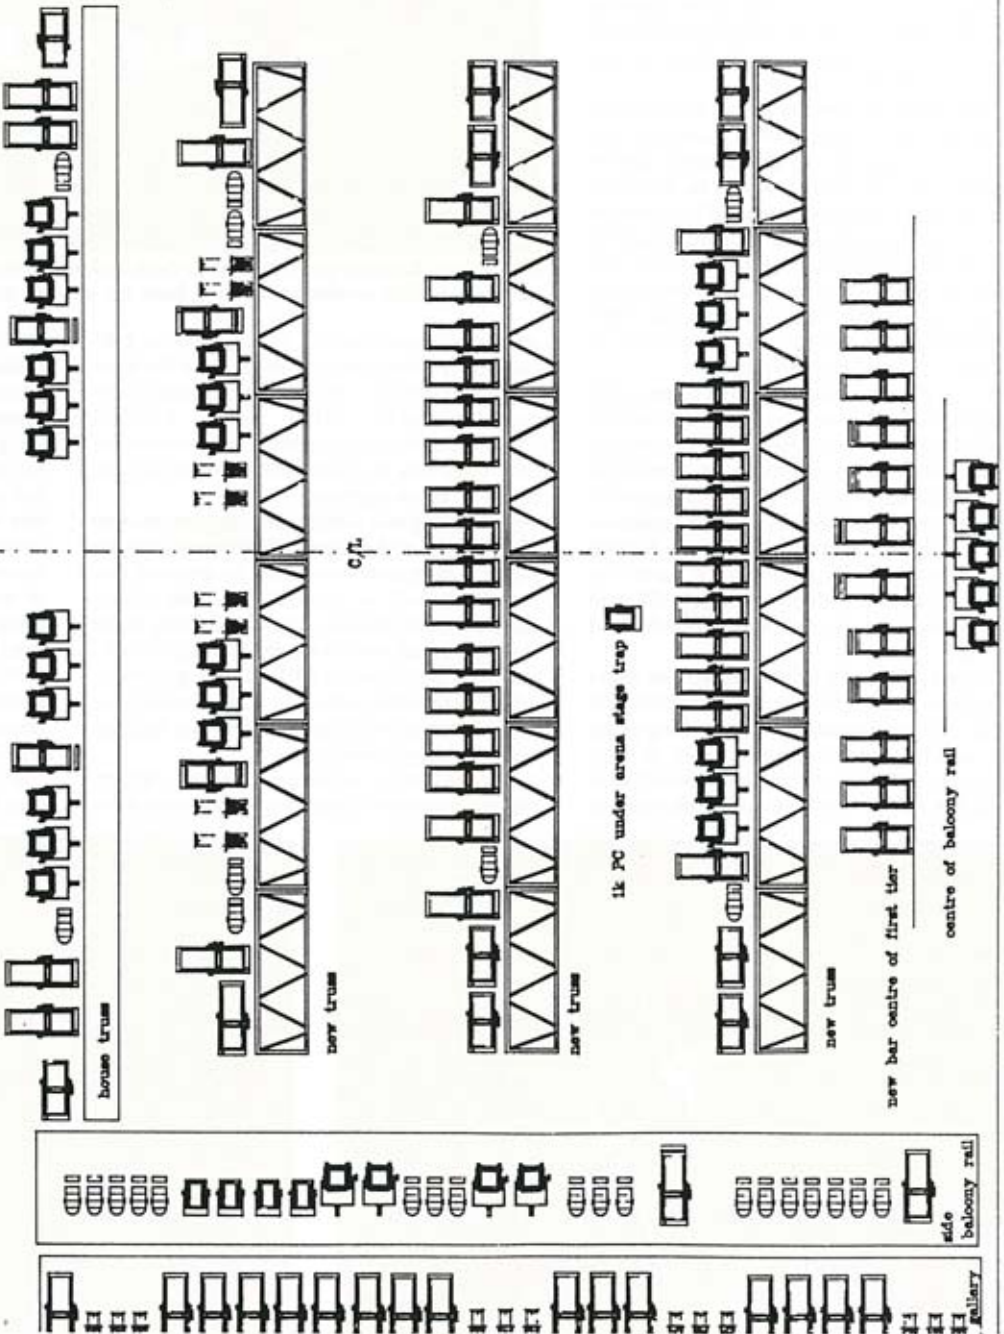 house truss
new truss
C/L
new truss
1k PC under arena stage trap
new truss
new bar centre of first tier
centre of balcony rail
side
balcony rail
gallery